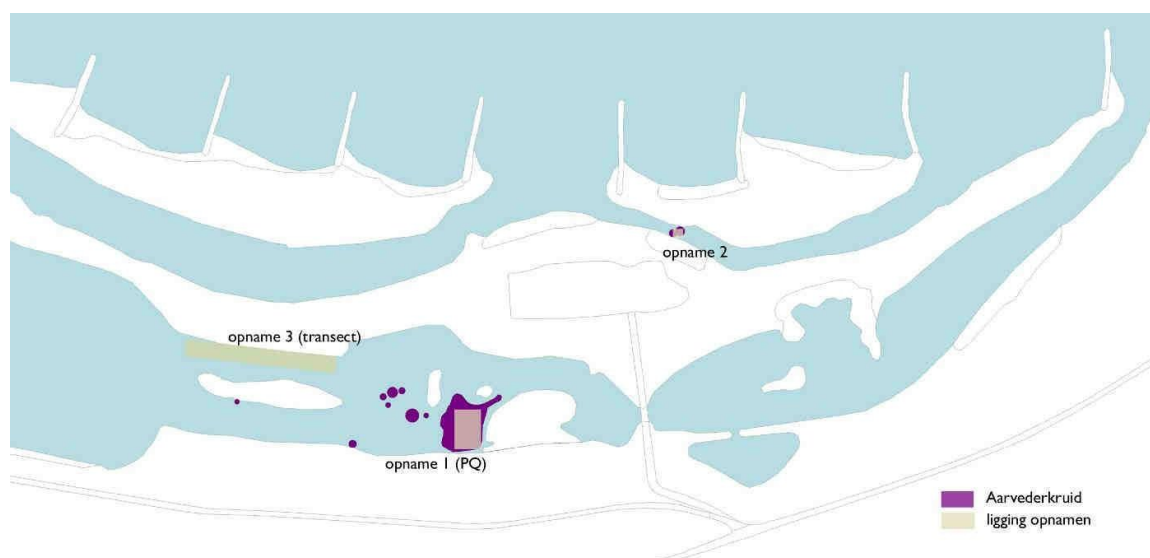 opname 2
opname 3 (transect)
opname 1 (PQ)
Aarvederkruid
ligging opnamen